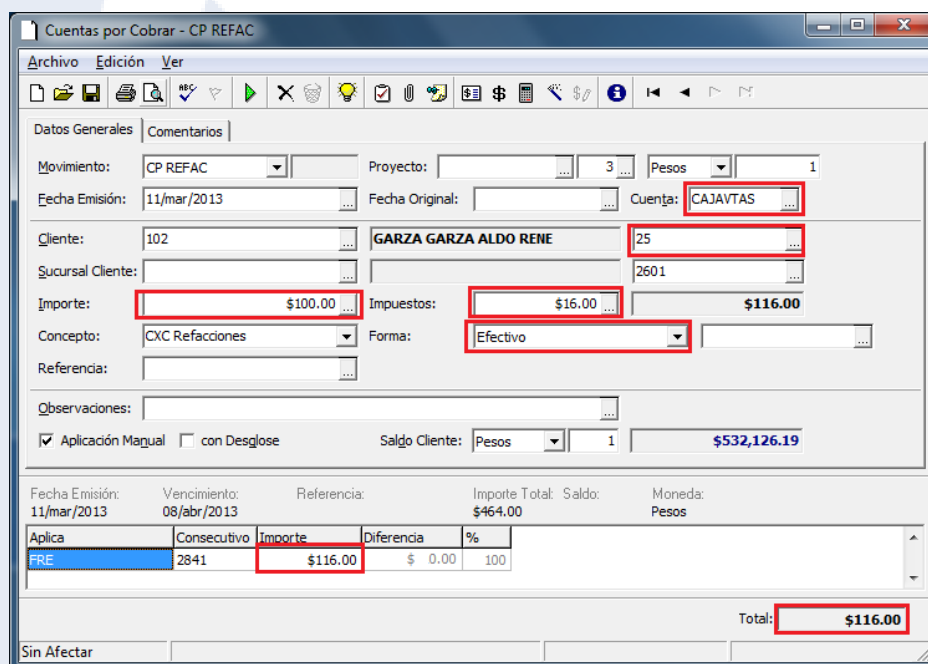 Cuentas por Cobrar - CP REFAC
Archivo Edición Ver
ABC
Datos Generales Comentarios
Movimiento: CP REFAC Proyecto: ... 3 ... Pesos 1
Fecha Emisión: 11/mar/2013 ... Fecha Original: ... Cuenta: CAJAVTAS ...
Cliente: 102 ... GARZA GARZA ALDO RENE 25 ...
Sucursal Cliente: ... 2601 ...
Importe: $100.00 ... Impuestos: $16.00 ... $116.00
Concepto: CXC Refacciones Forma: Efectivo ...
Referencia: ...
Observaciones: ...
Aplicación Manual con Desglose Saldo Cliente: Pesos 1 $532,126.19
Fecha Emisión: Vencimiento: Referencia: Importe Total: Saldo: Moneda:
11/mar/2013 08/abr/2013 $464.00 Pesos
Aplica Consecutivo Importe Diferencia %
FRE 2841 $116.00 $ 0.00 100
Total: $116.00
Sin Afectar